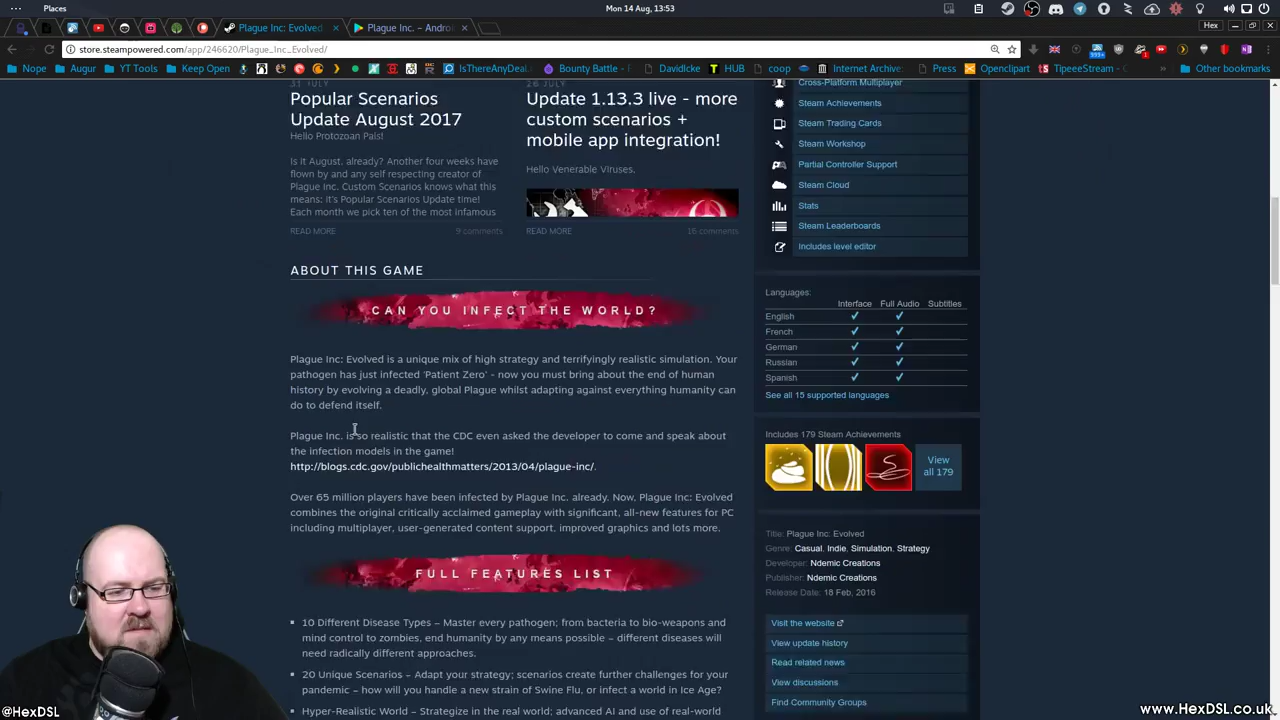 Places
Mon 14 Aug, 13:53
Hex
Plague Inc: Evolved
Plague Inc. – Androi
store.steampowered.com/app/246620/Plague_Inc_Evolved/
Nope
Augur
YT Tools
Keep Open
IsThereAnyDeal
Bounty Battle -
DavidIcke
HUB
coop
Internet Archive:
Press
Openclipart
TipeeeStream -
Other bookmarks
31 JULY
Popular Scenarios
Update August 2017
Hello Protozoan Pals!
Is it August, already? Another four weeks have
flown by and any self respecting creator of
Plague Inc. Custom Scenarios knows what this
means: it's Popular Scenarios Update time!
Each month we pick ten of the most infamous
READ MORE
9 comments
26 JULY
Update 1.13.3 live - more
custom scenarios +
mobile app integration!
Hello Venerable Viruses,
READ MORE
15 comments
ABOUT THIS GAME
CAN YOU INFECT THE WORLD?
Plague Inc: Evolved is a unique mix of high strategy and terrifyingly realistic simulation. Your
pathogen has just infected 'Patient Zero' - now you must bring about the end of human
history by evolving a deadly, global Plague whilst adapting against everything humanity can
do to defend itself.
Plague Inc. is so realistic that the CDC even asked the developer to come and speak about
the infection models in the game!
http://blogs.cdc.gov/publichealthmatters/2013/04/plague-inc/.
Over 65 million players have been infected by Plague Inc. already. Now, Plague Inc: Evolved
combines the original critically acclaimed gameplay with significant, all-new features for PC
including multiplayer, user-generated content support, improved graphics and lots more.
FULL FEATURES LIST
10 Different Disease Types – Master every pathogen; from bacteria to bio-weapons and
mind control to zombies, end humanity by any means possible – different diseases will
need radically different approaches.
20 Unique Scenarios – Adapt your strategy; scenarios create further challenges for your
pandemic – how will you handle a new strain of Swine Flu, or infect a world in Ice Age?
Hyper-Realistic World – Strategize in the real world; advanced AI and use of real-world
Cross-Platform Multiplayer
Steam Achievements
Steam Trading Cards
Steam Workshop
Partial Controller Support
Steam Cloud
Stats
Steam Leaderboards
Includes level editor
Languages:
Interface Full Audio Subtitles
English ✓ ✓
French ✓ ✓
German ✓ ✓
Russian ✓ ✓
Spanish ✓ ✓
See all 15 supported languages
Includes 179 Steam Achievements
View
all 179
Title: Plague Inc: Evolved
Genre: Casual, Indie, Simulation, Strategy
Developer: Ndemic Creations
Publisher: Ndemic Creations
Release Date: 18 Feb, 2016
Visit the website
View update history
Read related news
View discussions
Find Community Groups
@HexDSL
www.HexDSL.co.uk